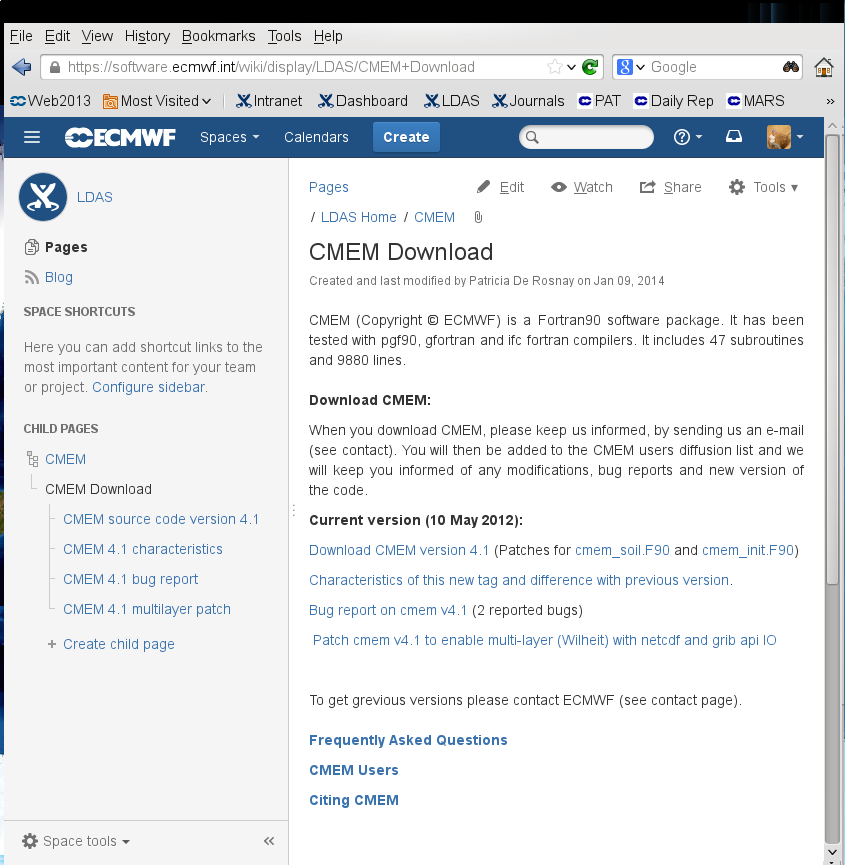 File Edit View History Bookmarks Tools Help
https://software.ecmwf.int/wiki/display/LDAS/CMEM+Download
Google
Web2013 Most Visited Intranet Dashboard LDAS Journals PAT Daily Rep MARS »
ECMWF Spaces Calendars Create
LDAS
Pages
Blog
SPACE SHORTCUTS
Here you can add shortcut links to the
most important content for your team
or project. Configure sidebar.
CHILD PAGES
CMEM
CMEM Download
CMEM source code version 4.1
CMEM 4.1 characteristics
CMEM 4.1 bug report
CMEM 4.1 multilayer patch
+ Create child page
Space tools «
Pages Edit Watch Share Tools
/ LDAS Home / CMEM
CMEM Download
Created and last modified by Patricia De Rosnay on Jan 09, 2014
CMEM (Copyright © ECMWF) is a Fortran90 software package. It has been
tested with pgf90, gfortran and ifc fortran compilers. It includes 47 subroutines
and 9880 lines.
Download CMEM:
When you download CMEM, please keep us informed, by sending us an e-mail
(see contact). You will then be added to the CMEM users diffusion list and we
will keep you informed of any modifications, bug reports and new version of
the code.
Current version (10 May 2012):
Download CMEM version 4.1 (Patches for cmem_soil.F90 and cmem_init.F90)
Characteristics of this new tag and difference with previous version.
Bug report on cmem v4.1 (2 reported bugs)
Patch cmem v4.1 to enable multi-layer (Wilheit) with netcdf and grib api IO
To get grevious versions please contact ECMWF (see contact page).
Frequently Asked Questions
CMEM Users
Citing CMEM